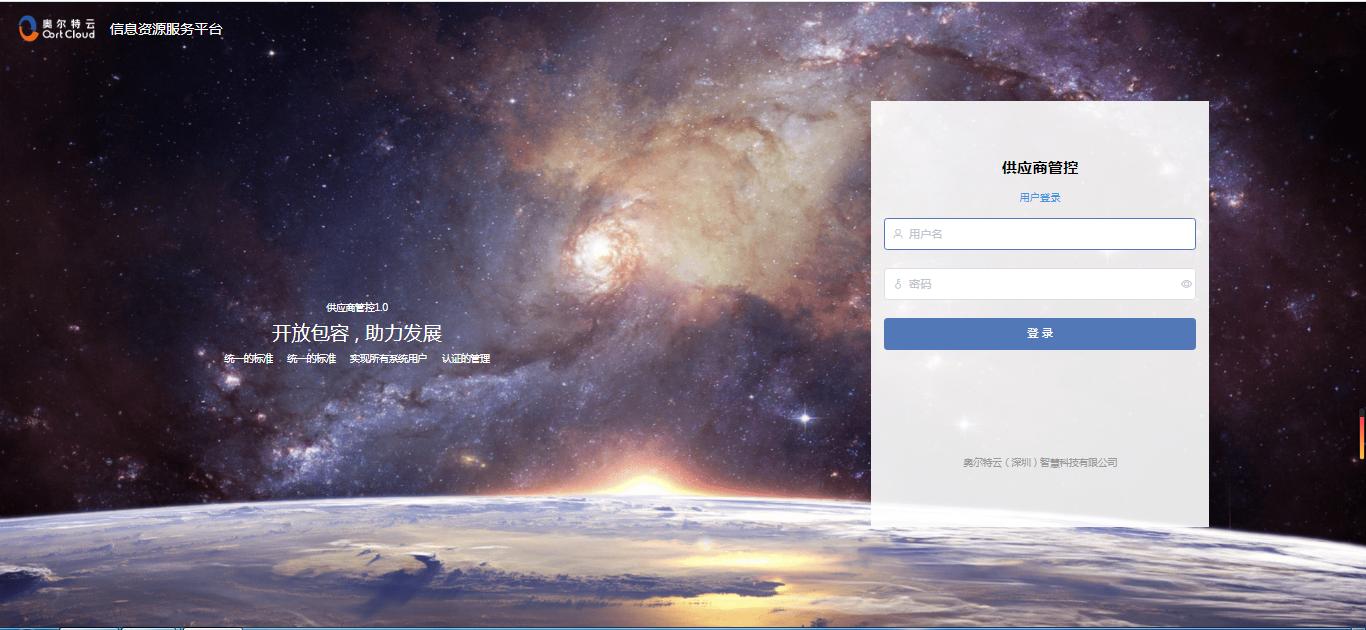 奥尔特云
Oort Cloud
信息资源服务平台
供应商管控
用户登录
用户名
密码
登 录
供应商管控1.0
开放包容，助力发展
统一的标准 统一的标准 实现所有系统用户 认证的管理
奥尔特云（深圳）智慧科技有限公司